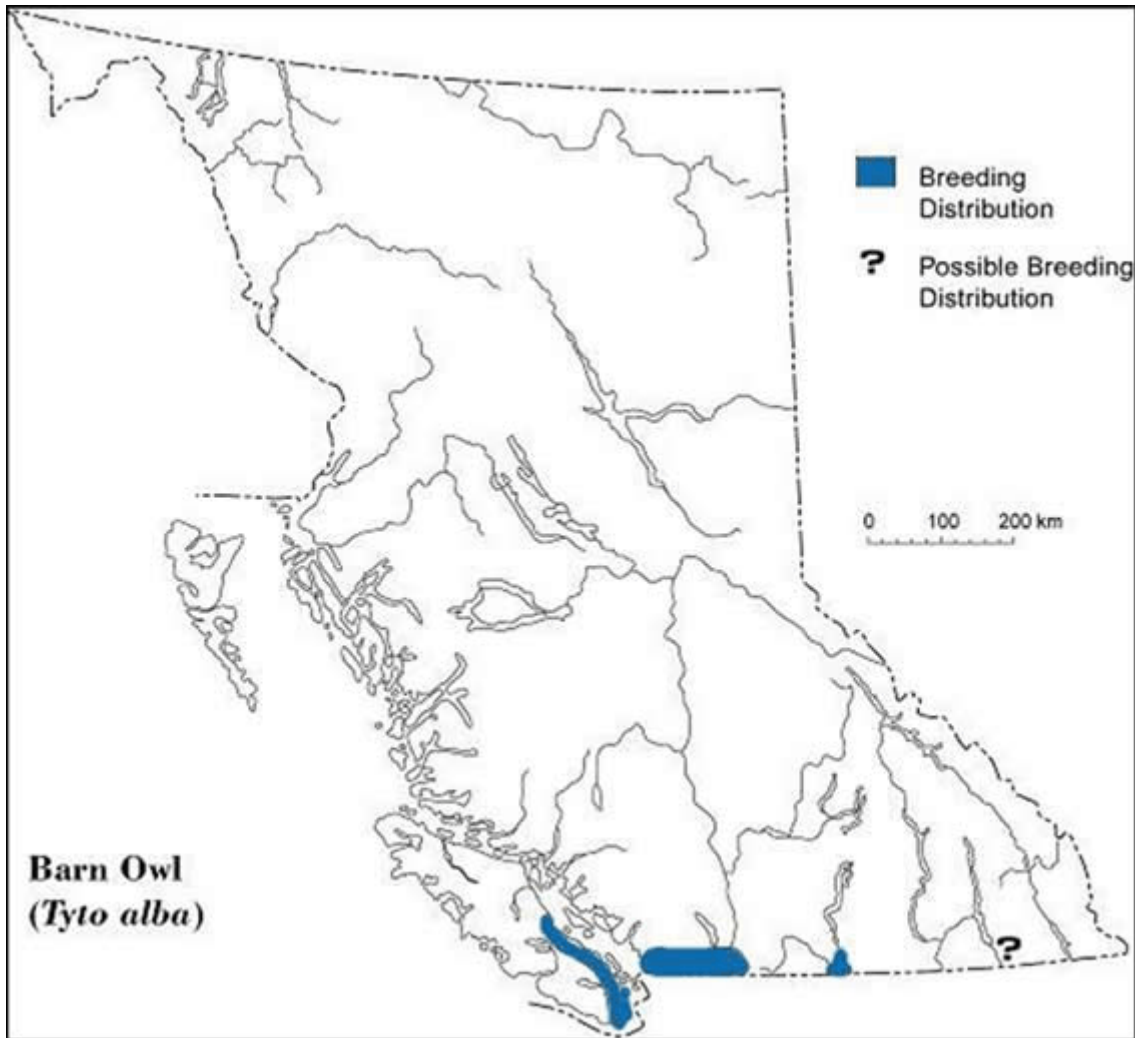 Breeding
Distribution
?
Possible Breeding
Distribution
0 100 200 km
Barn Owl
(Tyto alba)
?